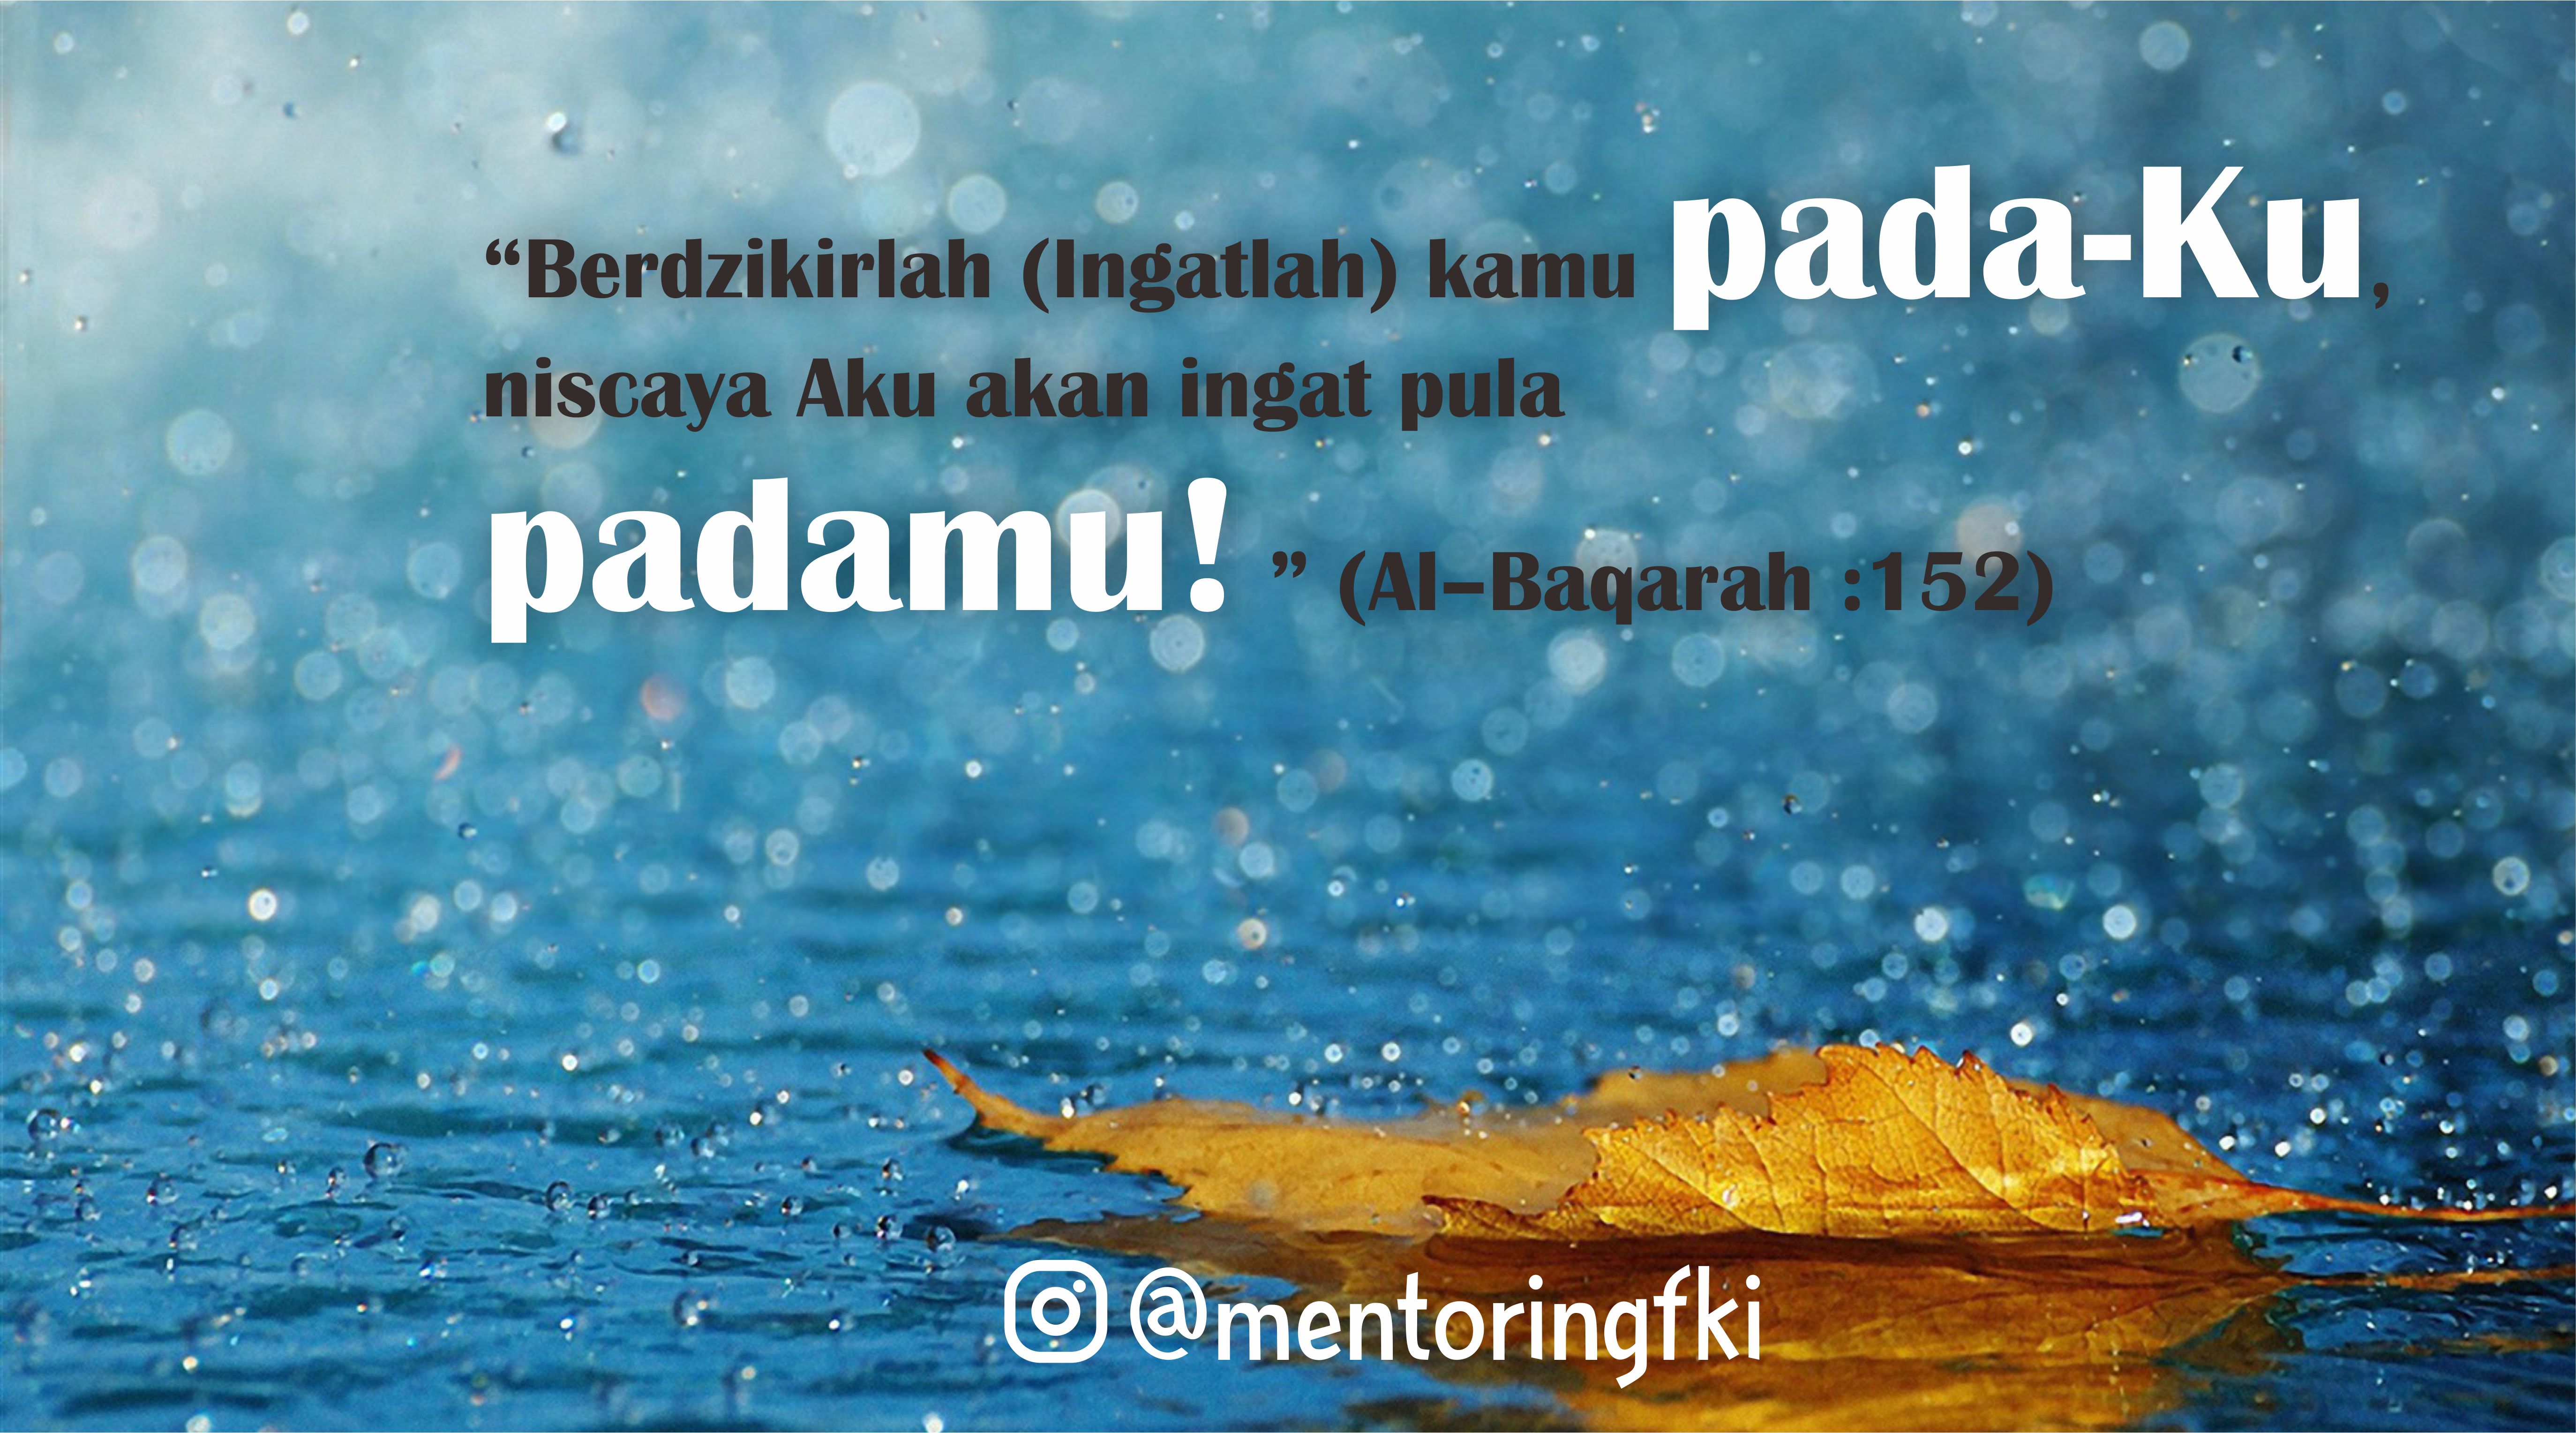 “Berdzikirlah (Ingatlah) kamu pada-Ku,
niscaya Aku akan ingat pula
padamu! ” (Al-Baqarah :152)
@mentoringfki